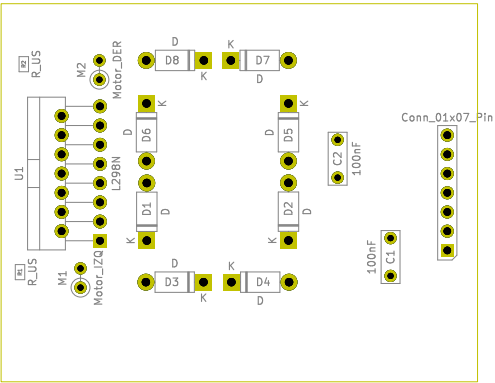 R2
R_US
M2
Motor_DER
D
D8
K
K
D7
D
K
D
D6
K
D
D5
C2
100nF
Conn_01x07_Pin
U1
L298N
D1
D
K
D2
D
K
R1
R_US
M1
Motor_IZQ
D
D3
K
K
D4
D
100nF
C1